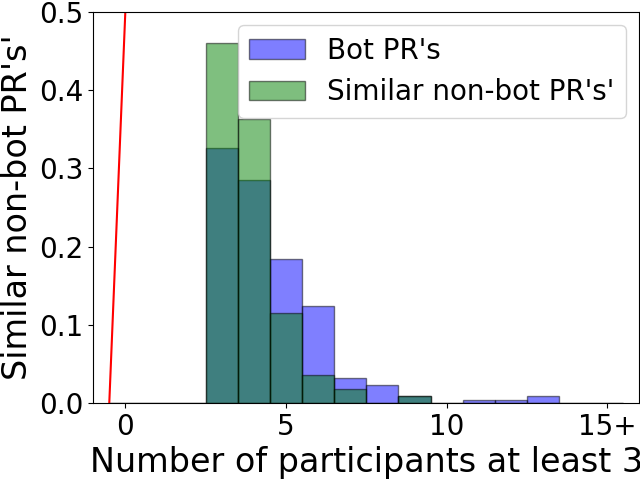 Similar non-bot PR's'
0.5
0.4
0.3
0.2
0.1
0.0
Bot PR's
Similar non-bot PR's'
0 5 10 15+
Number of participants at least 3